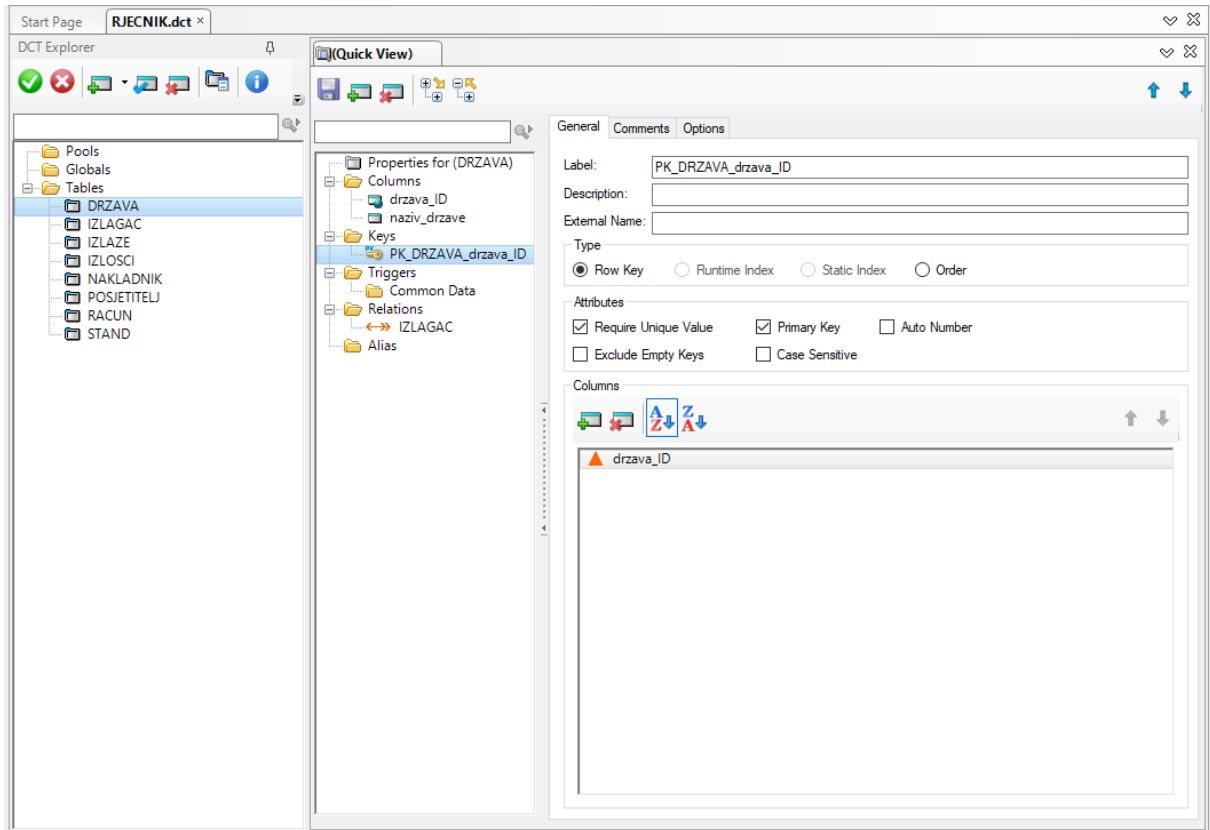 Start Page RJECNIK.dct ×
DCT Explorer
(Quick View)
Pools
Globals
Tables
DRZAVA
IZLAGAC
IZLAZE
IZLOSCI
NAKLADNIK
POSJETITELJ
RACUN
STAND
Properties for (DRZAVA)
Columns
drzava_ID
naziv_drzave
Keys
PK_DRZAVA_drzava_ID
Triggers
Common Data
Relations
IZLAGAC
Alias
General Comments Options
Label: PK_DRZAVA_drzava_ID
Description:
External Name:
Type
Row Key Runtime Index Static Index Order
Attributes
Require Unique Value Primary Key Auto Number
Exclude Empty Keys Case Sensitive
Columns
A Z Z A
drzava_ID